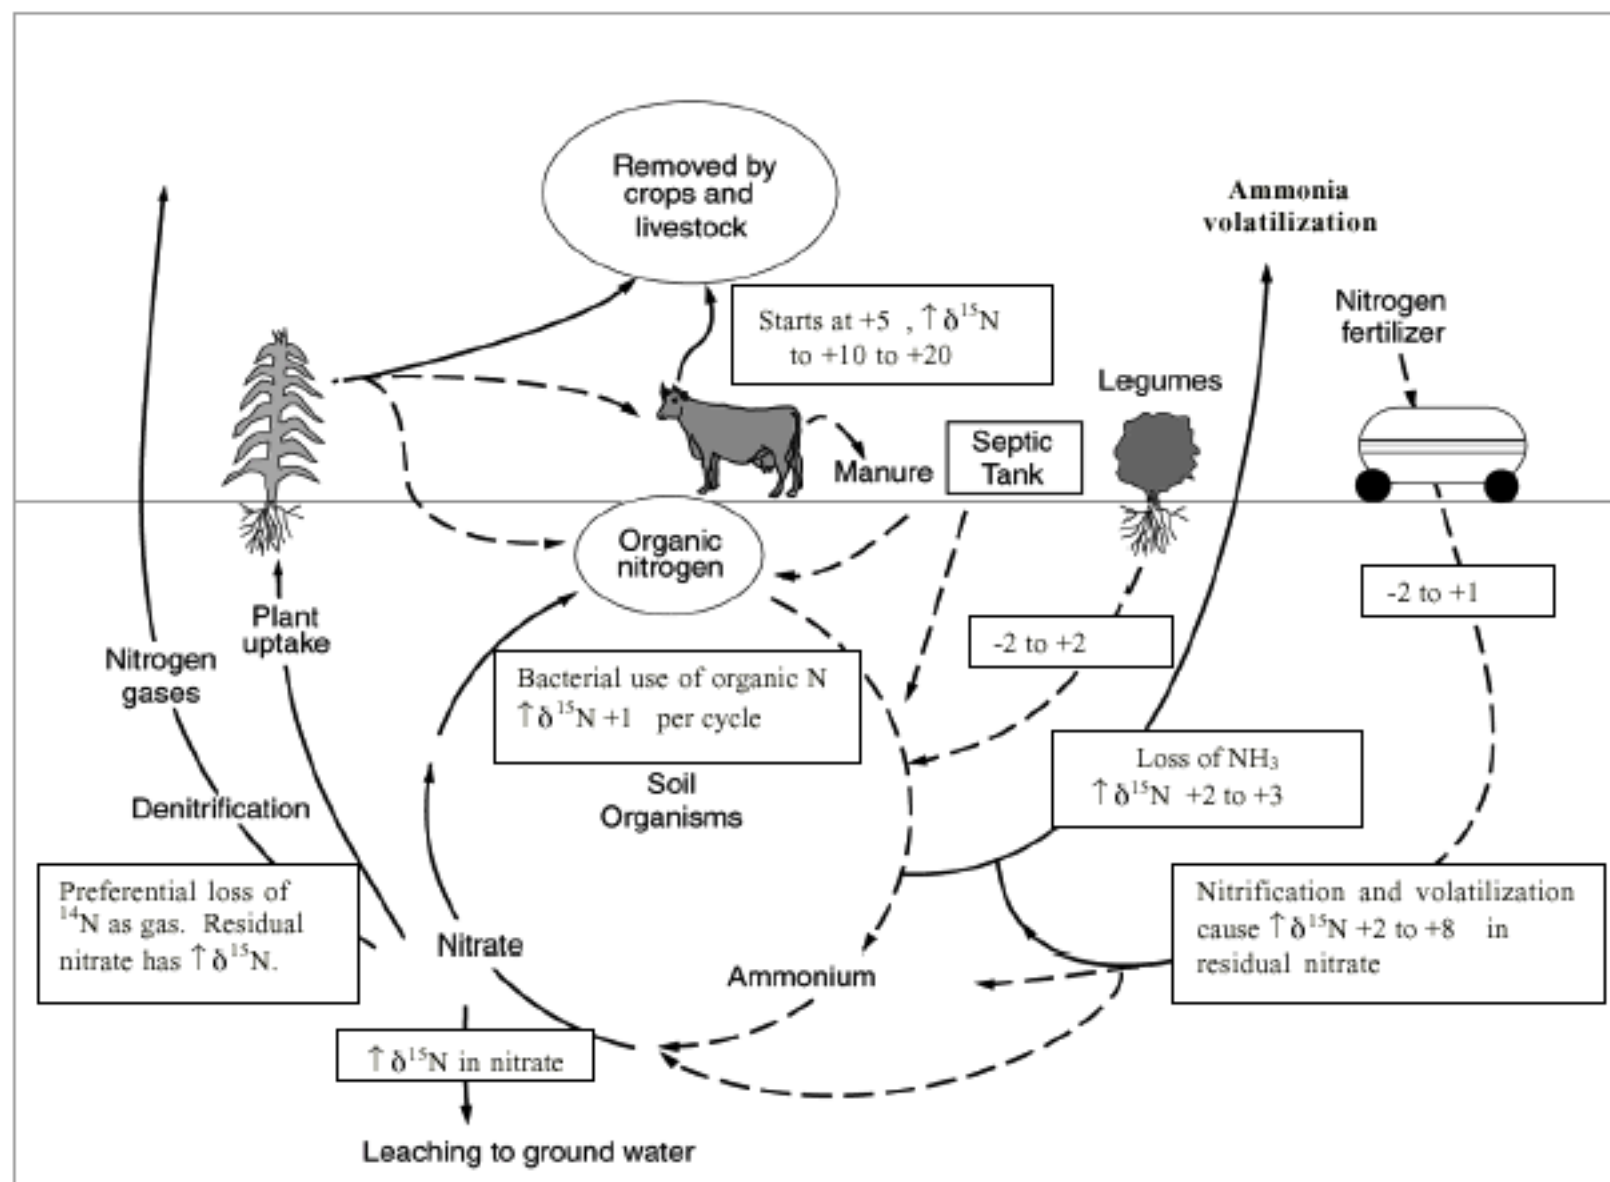 Removed by
crops and
livestock
Ammonia
volatilization
Starts at +5 , ↑ δ¹⁵N
to +10 to +20
Nitrogen
fertilizer
Legumes
Manure
Septic
Tank
Organic
nitrogen
-2 to +1
Plant
uptake
-2 to +2
Nitrogen
gases
Bacterial use of organic N
↑ δ¹⁵N +1 per cycle
Loss of NH₃
↑ δ¹⁵N +2 to +3
Soil
Organisms
Denitrification
Preferential loss of
¹⁴N as gas. Residual
nitrate has ↑ δ¹⁵N.
Nitrification and volatilization
cause ↑ δ¹⁵N +2 to +8 in
residual nitrate
Nitrate
Ammonium
↑ δ¹⁵N in nitrate
Leaching to ground water